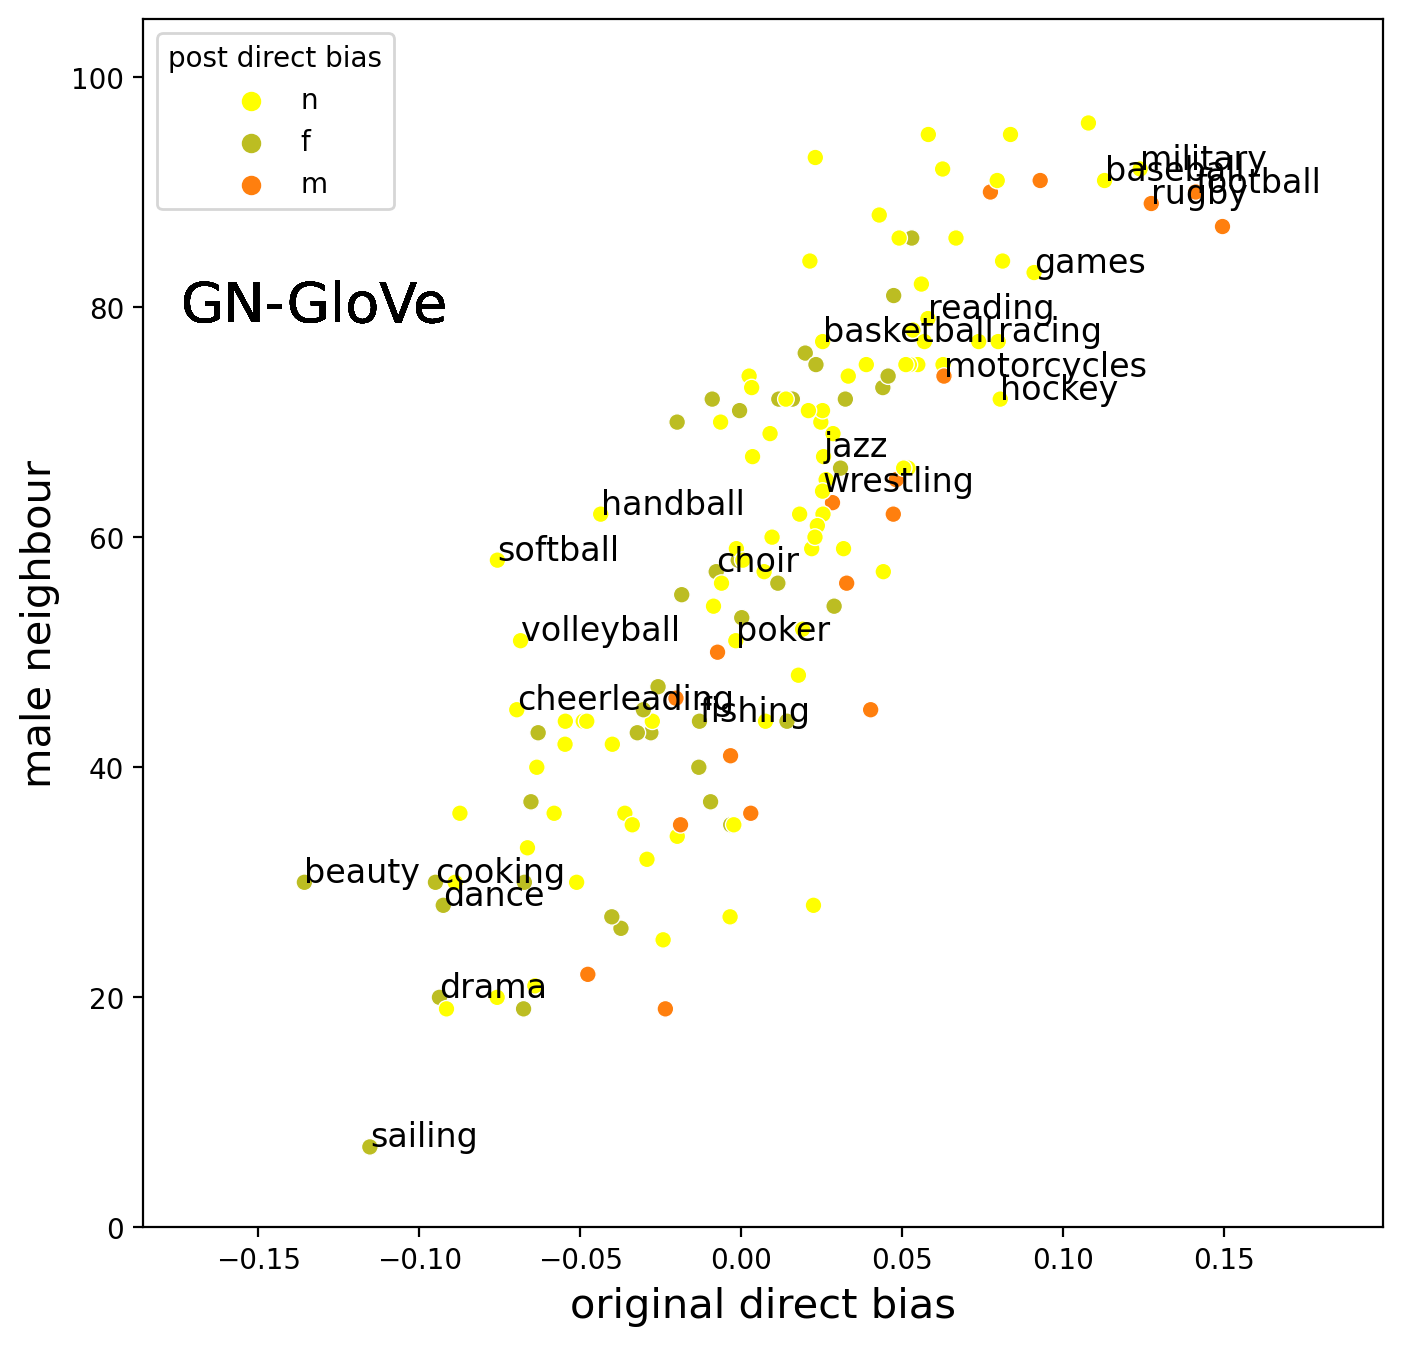 post direct bias
n
f
m
GN-GloVe
military
baseball
football
rugby
games
reading
basketball
racing
motorcycles
hockey
jazz
wrestling
handball
softball
choir
volleyball
poker
cheerleading
fishing
beauty
cooking
dance
drama
sailing
male neighbour
100
80
60
40
20
0
−0.15
−0.10
−0.05
0.00
0.05
0.10
0.15
original direct bias